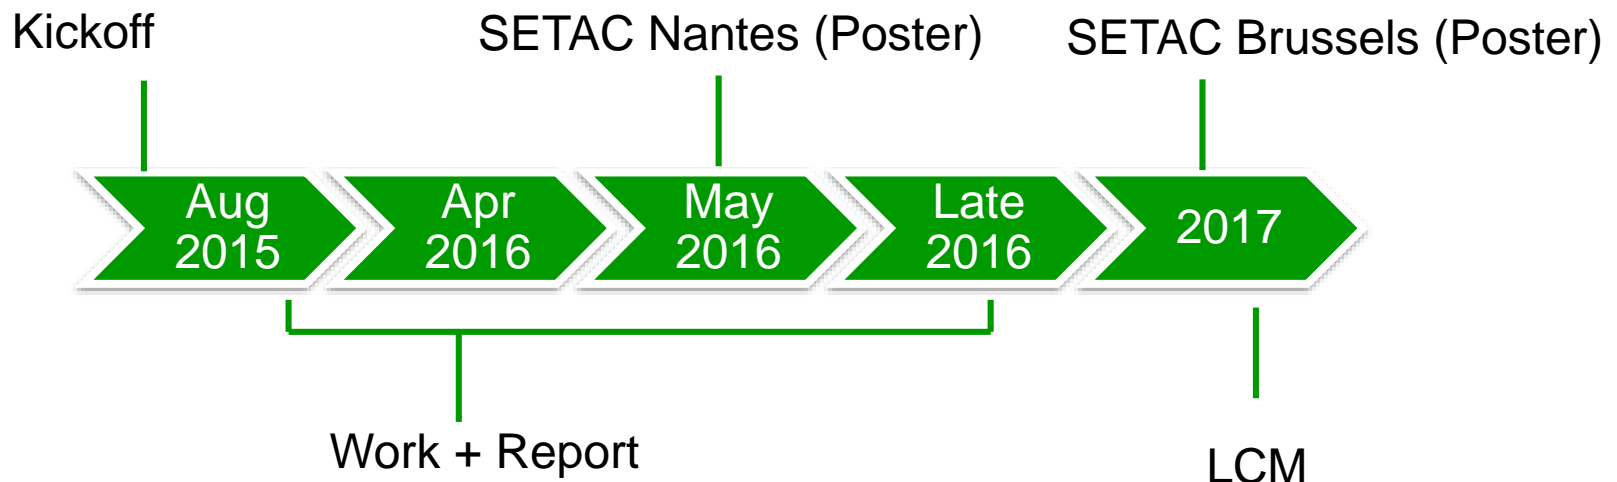 Kickoff
SETAC Nantes (Poster)
SETAC Brussels (Poster)
Aug
2015
Apr
2016
May
2016
Late
2016
2017
Work + Report
LCM